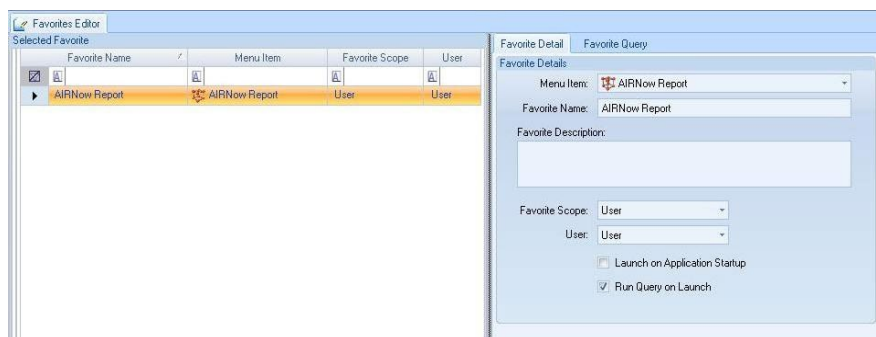 Favorites Editor
Selected Favorite
Favorite Name Menu Item Favorite Scope User
AIRNow Report AIRNow Report User User
Favorite Detail Favorite Query
Favorite Details
Menu Item: AIRNow Report
Favorite Name: AIRNow Report
Favorite Description:
Favorite Scope: User
User: User
Launch on Application Startup
Run Query on Launch